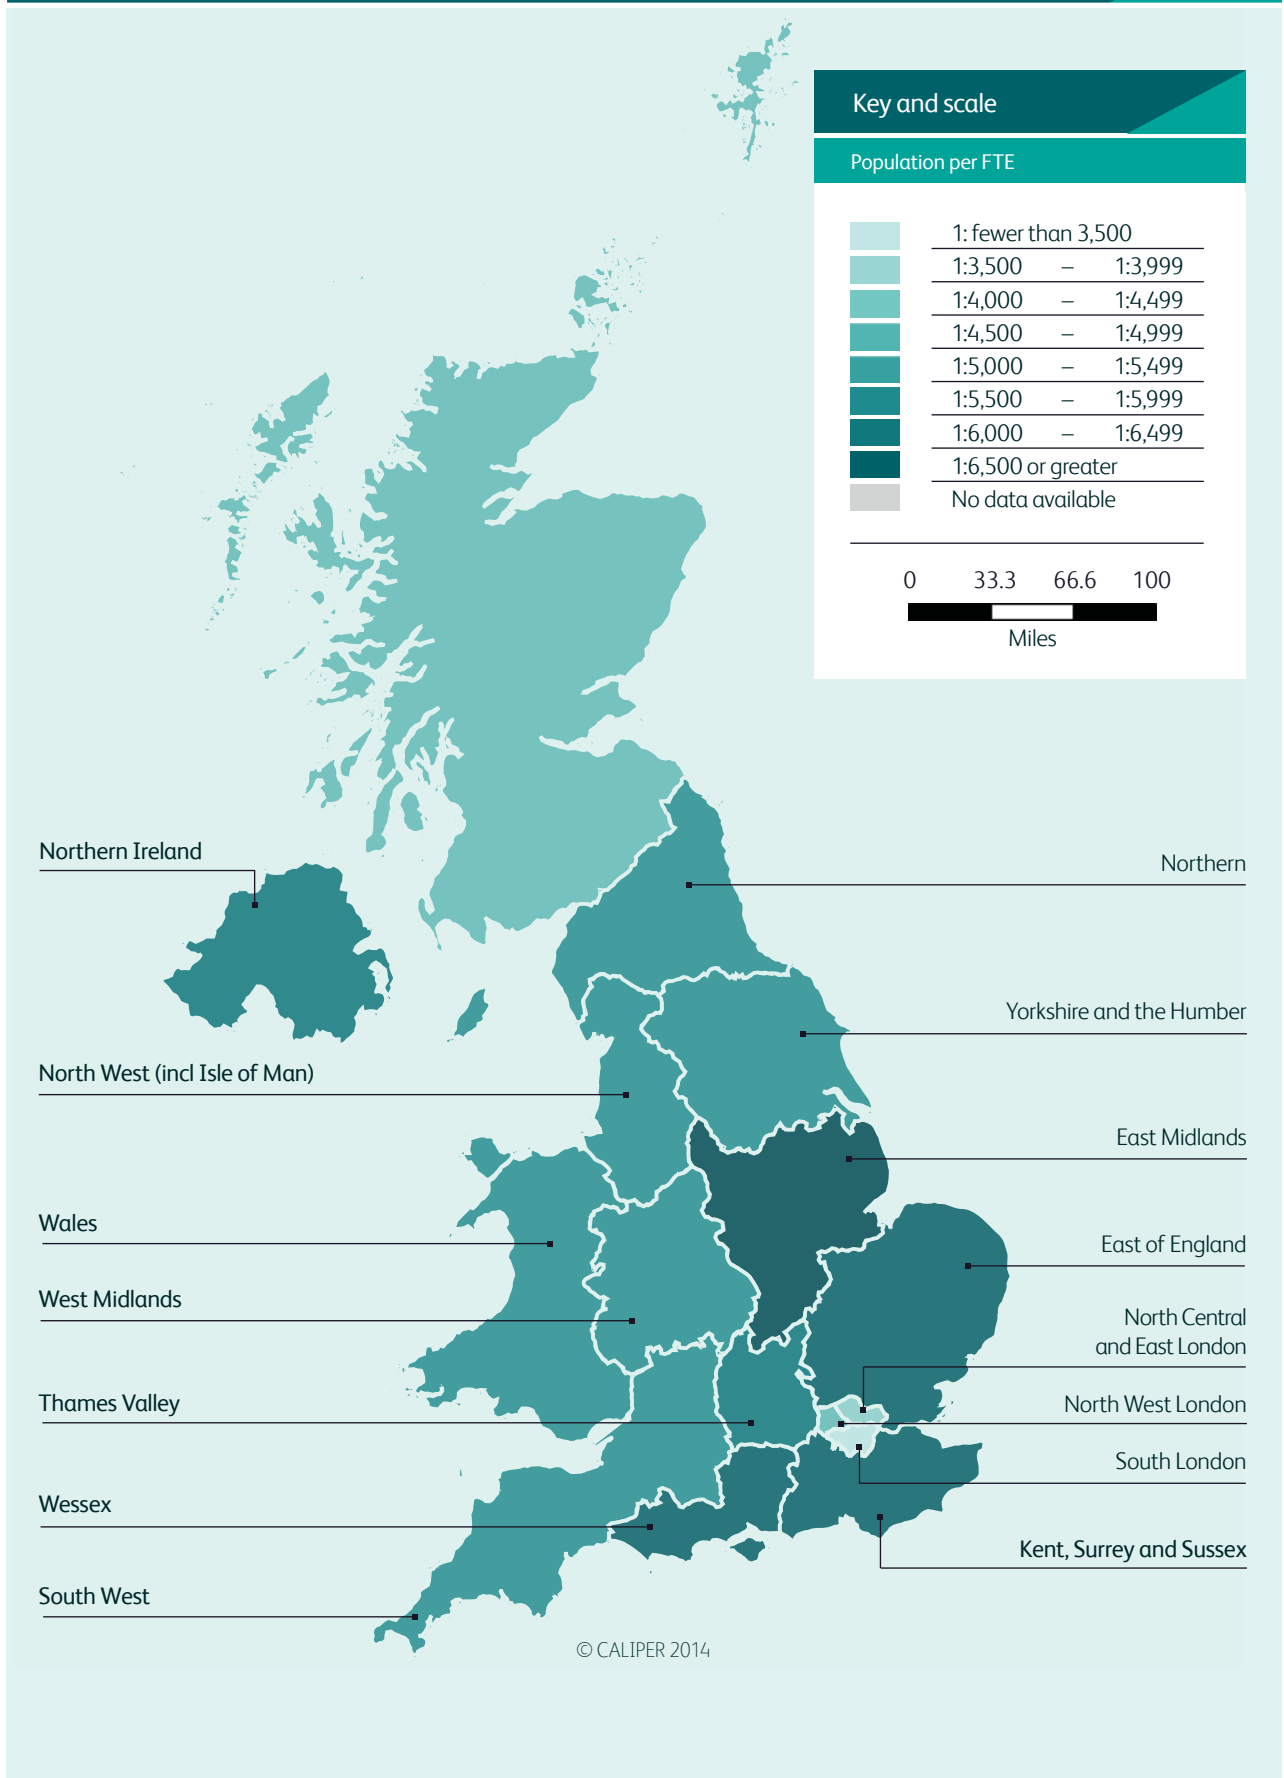 Key and scale
Population per FTE
1: fewer than 3,500
1:3,500 – 1:3,999
1:4,000 – 1:4,499
1:4,500 – 1:4,999
1:5,000 – 1:5,499
1:5,500 – 1:5,999
1:6,000 – 1:6,499
1:6,500 or greater
No data available
0 33.3 66.6 100
Miles
Northern Ireland
North West (incl Isle of Man)
Wales
West Midlands
Thames Valley
Wessex
South West
Northern
Yorkshire and the Humber
East Midlands
East of England
North Central
and East London
North West London
South London
Kent, Surrey and Sussex
© CALIPER 2014